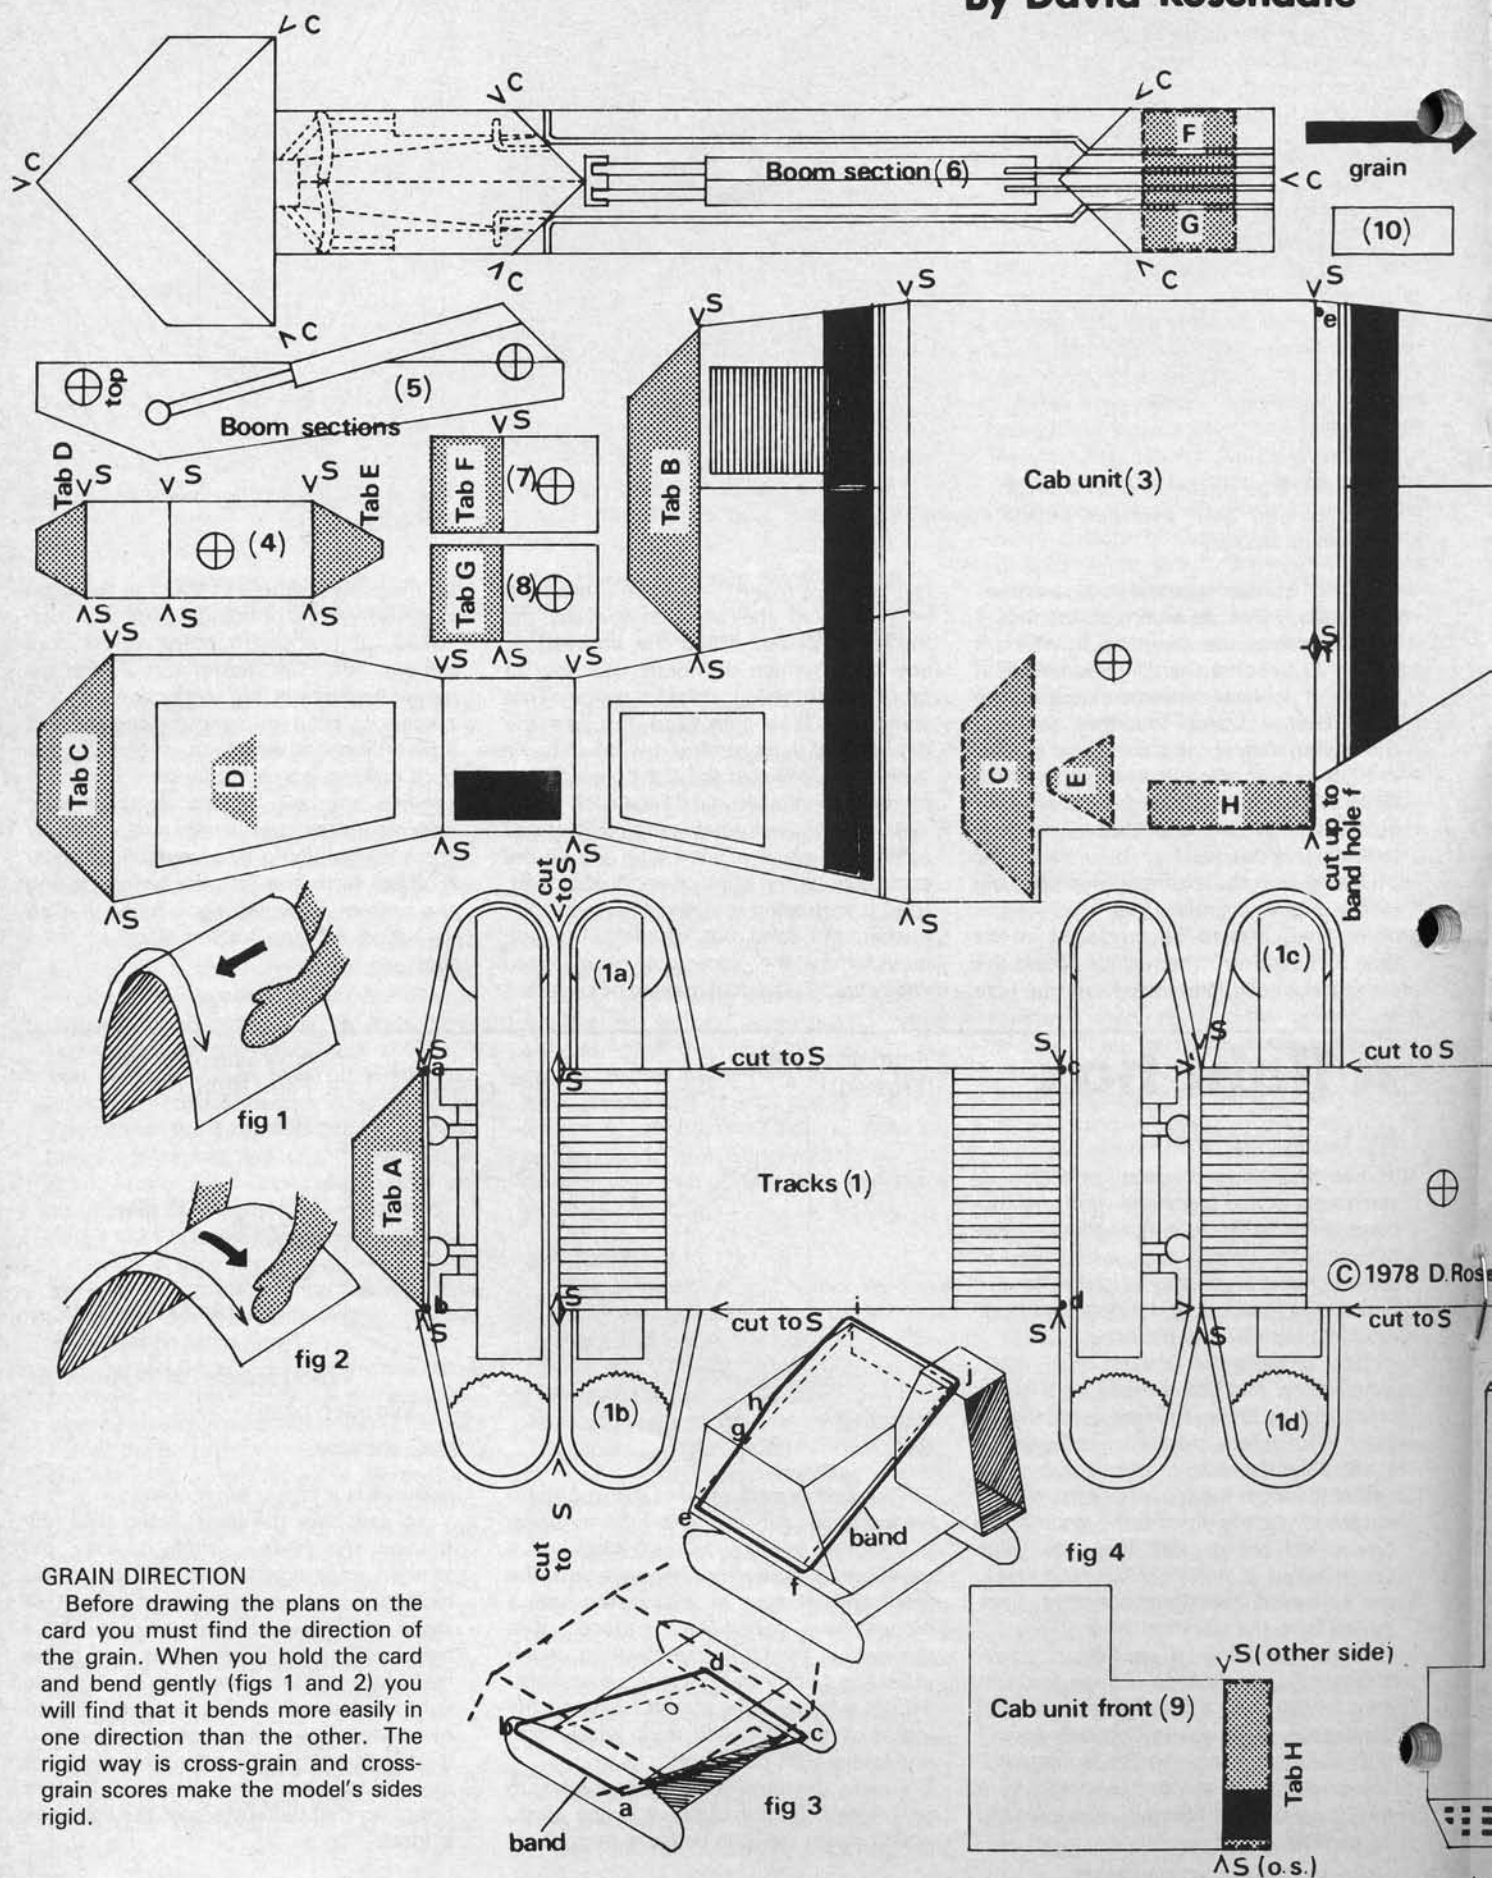 By David Rosendale
C
C
C
C
Boom section (6)
F
G
C
grain
(10)
C
C
C
C
S
S
S
e
top
(5)
Boom sections
Tab D
S
S
S
Tab E
(4)
S
S
S
S
Tab F
(7)
Tab G
(8)
S
Tab B
Cab unit (3)
S
f
S
S
S
S
Tab C
D
C
E
H
cut up to
band hole f
S
S
S
cut
to S
S
fig 1
(1a)
(1c)
S
a
S
cut to S
S
c
S
cut to S
Tab A
Tracks (1)
© 1978 D. Rose
b
S
S
cut to S
S
d
S
cut to S
fig 2
(1b)
(1d)
i
j
h
g
e
f
band
fig 4
cut
to S
GRAIN DIRECTION
Before drawing the plans on the
card you must find the direction of
the grain. When you hold the card
and bend gently (figs 1 and 2) you
will find that it bends more easily in
one direction than the other. The
rigid way is cross-grain and cross-
grain scores make the model's sides
rigid.
d
b
c
a
band
fig 3
S (other side)
Cab unit front (9)
Tab H
S (o.s.)